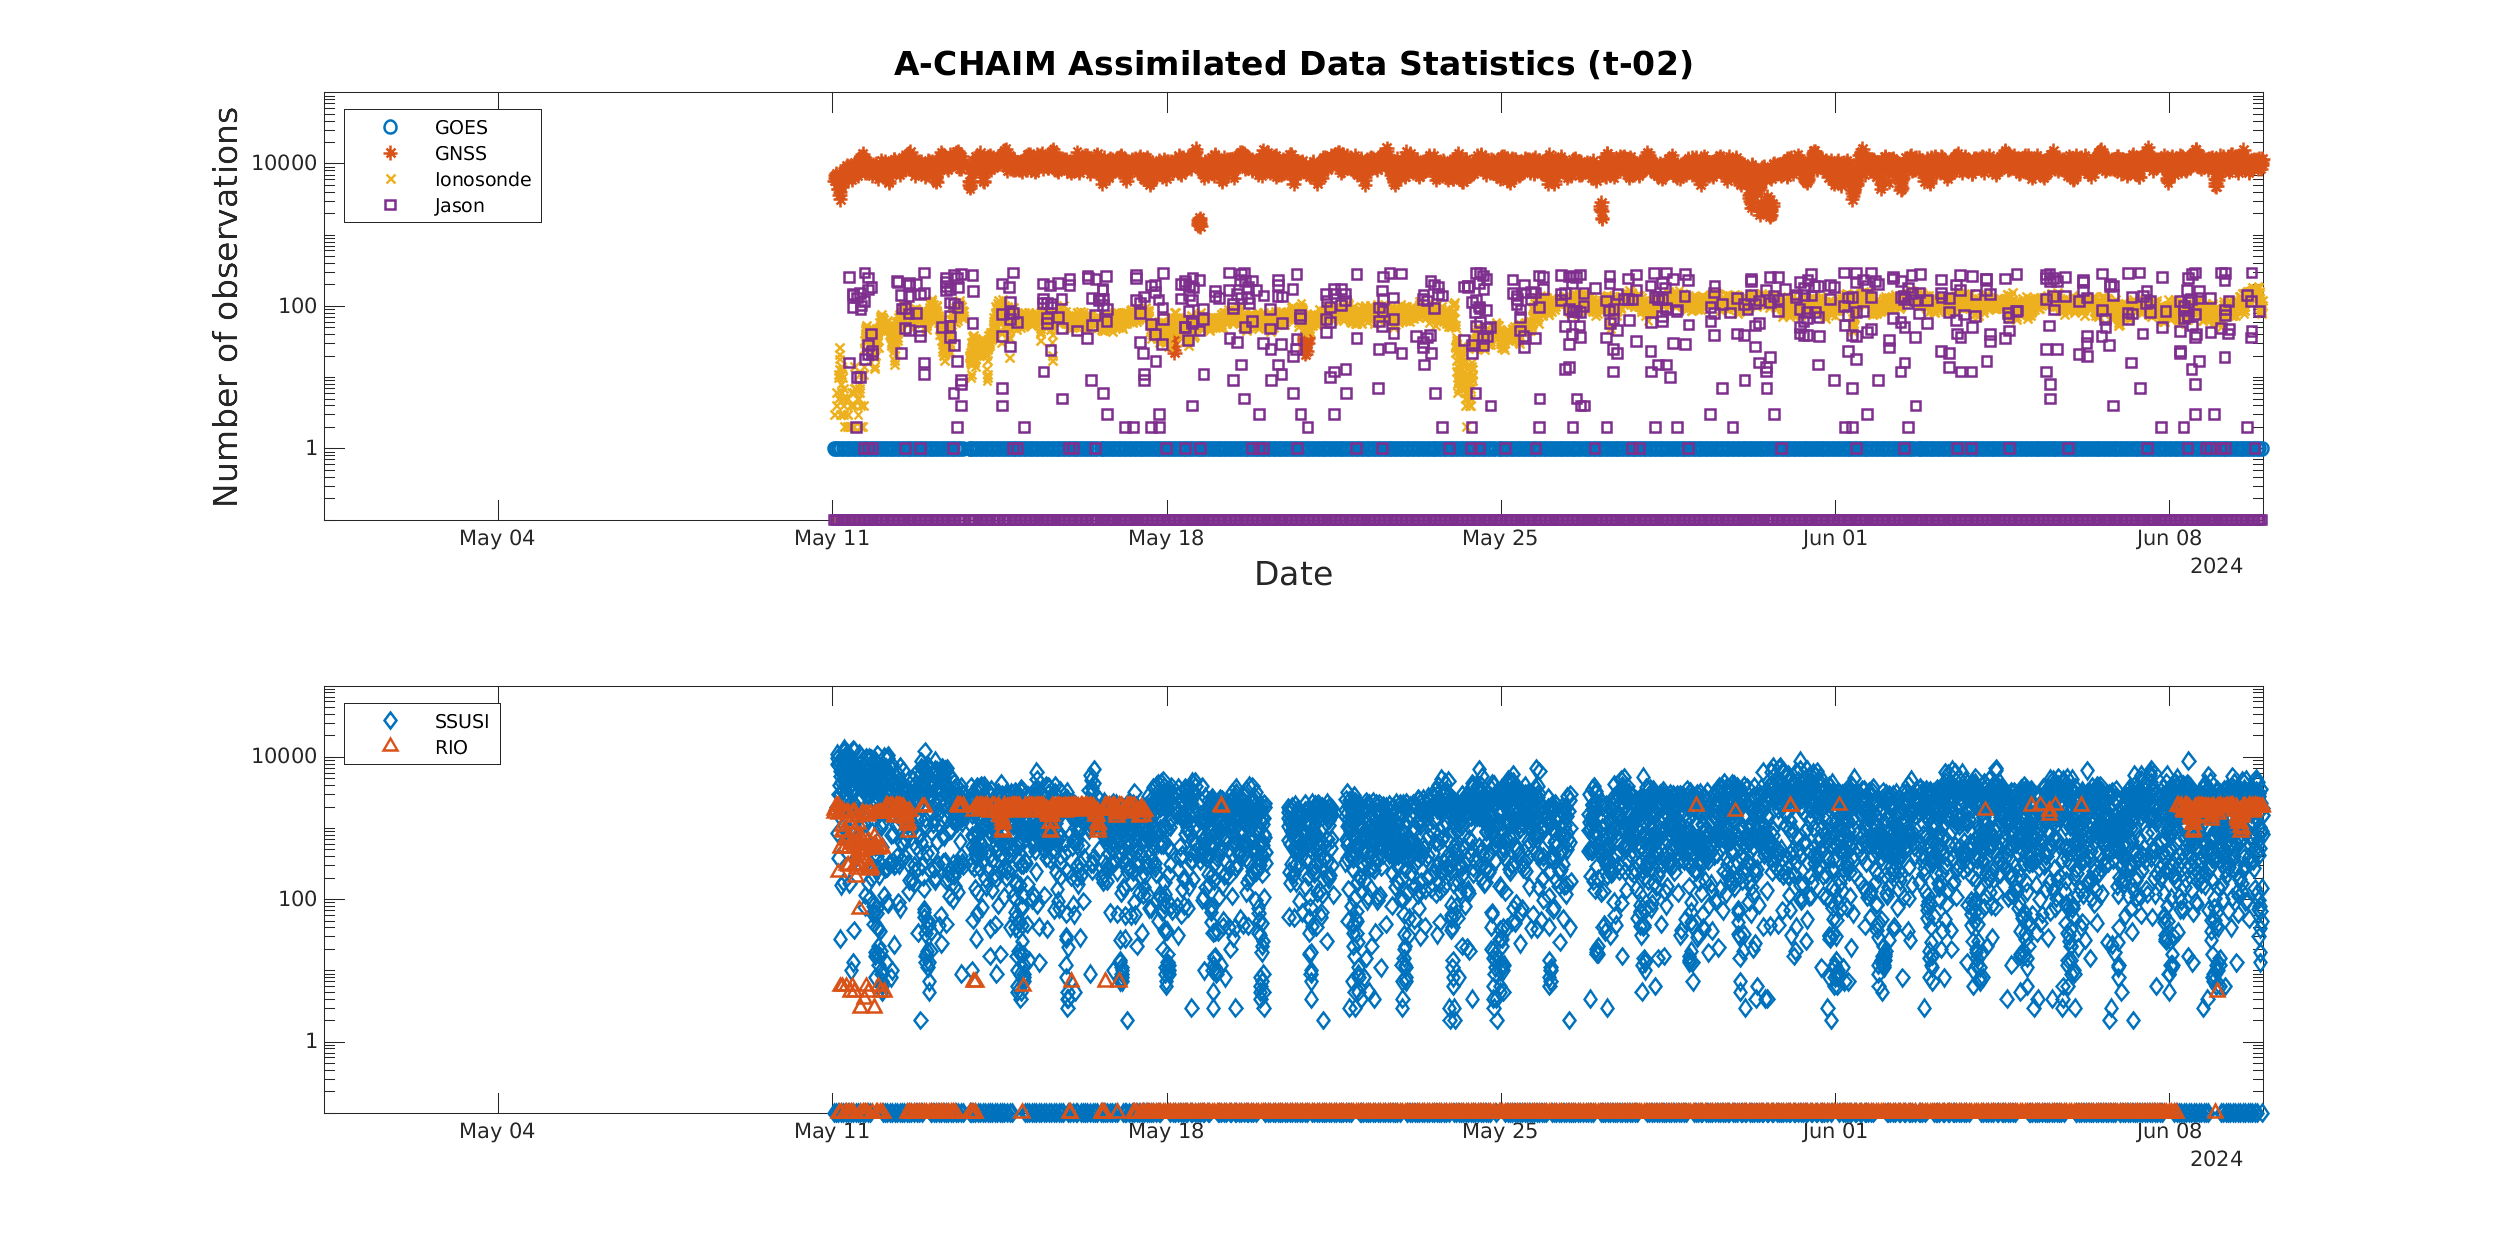 A-CHAIM Assimilated Data Statistics (t-02)
Number of observations
10000
100
1
GOES
GNSS
Ionosonde
Jason
May 04
May 11
May 18
May 25
Jun 01
Jun 08
2024
Date
10000
100
1
SSUSI
RIO
May 04
May 11
May 18
May 25
Jun 01
Jun 08
2024